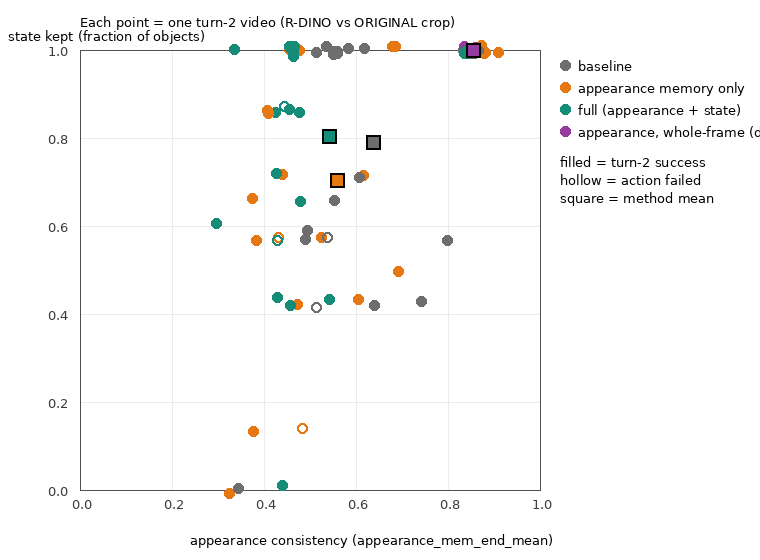 Each point = one turn-2 video (R-DINO vs ORIGINAL crop)
state kept (fraction of objects)
1.0
0.8
0.6
0.4
0.2
0.0
0.0 0.2 0.4 0.6 0.8 1.0
appearance consistency (appearance_mem_end_mean)
baseline
appearance memory only
full (appearance + state)
appearance, whole-frame (d
filled = turn-2 success
hollow = action failed
square = method mean